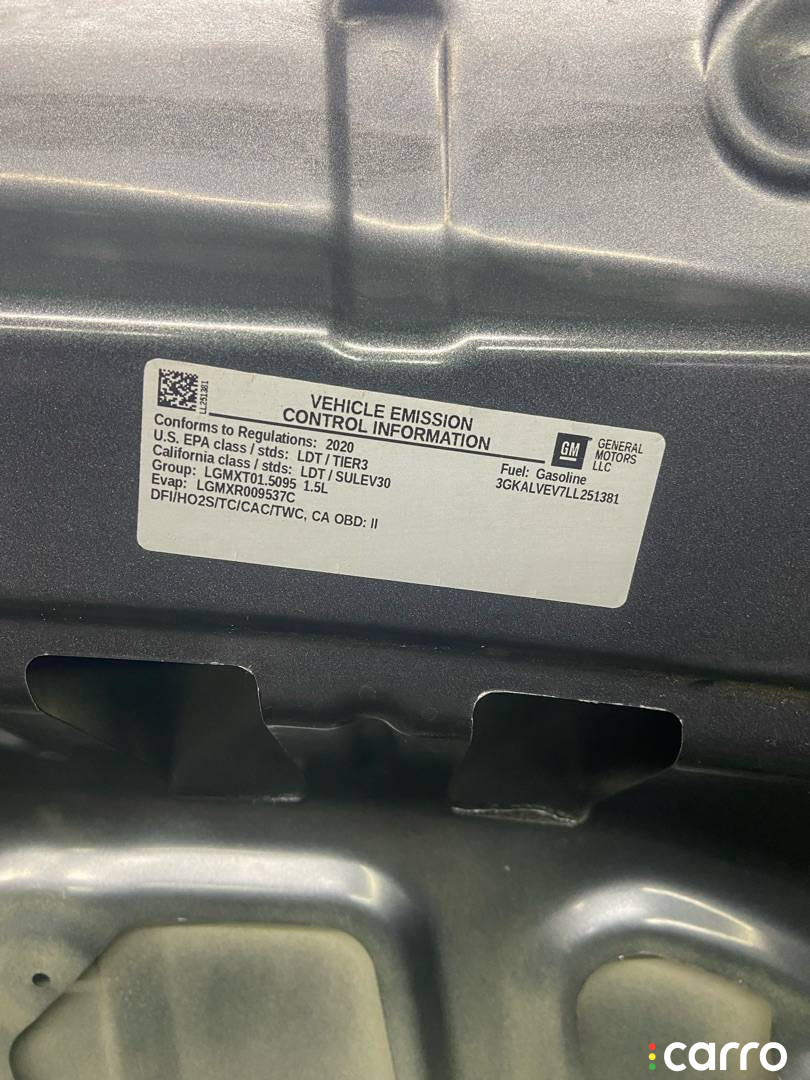 LL251381
VEHICLE EMISSION
CONTROL INFORMATION
GM
GENERAL
MOTORS
LLC
Conforms to Regulations: 2020
U.S. EPA class / stds: LDT / TIER3
California class / stds: LDT / SULEV30
Group: LGMXT01.5095 1.5L
Evap: LGMXR009537C
DFI/HO2S/TC/CAC/TWC, CA OBD: II
Fuel: Gasoline
3GKALVEV7LL251381
carro